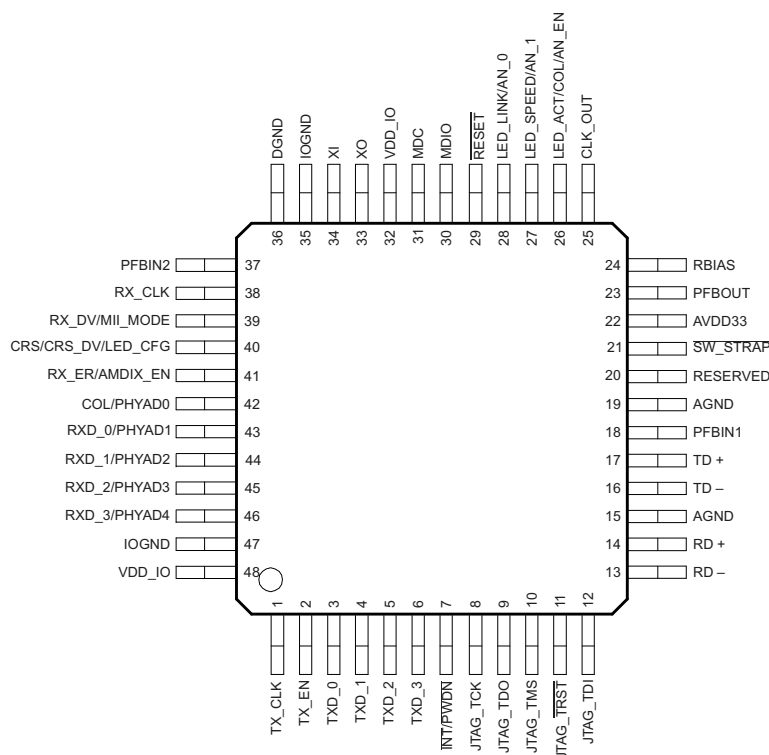 DGND
IOGND
XI
XO
VDD_IO
MDC
MDIO
RESET
LED_LINK/AN_0
LED_SPEED/AN_1
LED_ACT/COL/AN_EN
CLK_OUT
36
35
34
33
32
31
30
29
28
27
26
25
PFBIN2
37
24
RBIAS
RX_CLK
38
23
PFBOUT
RX_DV/MII_MODE
39
22
AVDD33
CRS/CRS_DV/LED_CFG
40
21
SW_STRAP
RX_ER/AMDIX_EN
41
20
RESERVED
COL/PHYAD0
42
19
AGND
RXD_0/PHYAD1
43
18
PFBIN1
RXD_1/PHYAD2
44
17
TD +
RXD_2/PHYAD3
45
16
TD –
RXD_3/PHYAD4
46
15
AGND
IOGND
47
14
RD +
VDD_IO
48
13
RD –
1
2
3
4
5
6
7
8
9
10
11
12
TX_CLK
TX_EN
TXD_0
TXD_1
TXD_2
TXD_3
INT/PWDN
JTAG_TCK
JTAG_TDO
JTAG_TMS
JTAG_TRST
JTAG_TDI